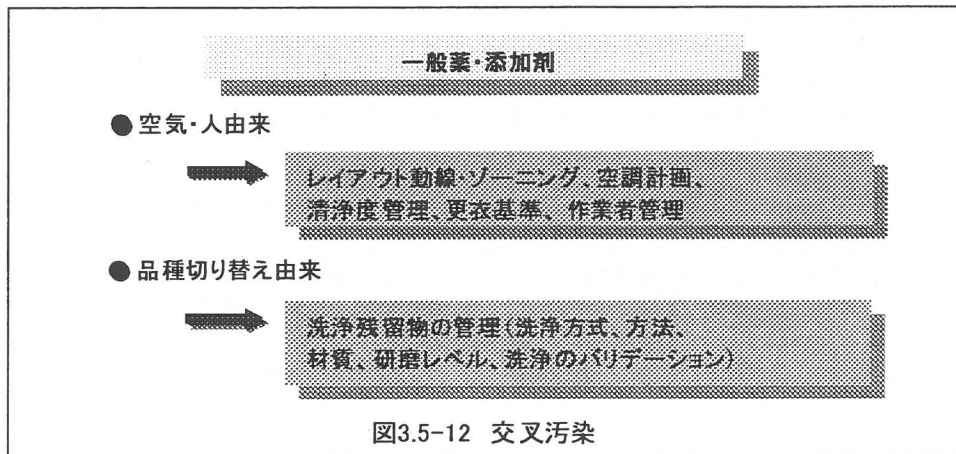 一般薬・添加剤
●空気・人由来
レイアウト動線・ゾーニング、空調計画、
清浄度管理、更衣基準、作業者管理
●品種切り替え由来
洗浄残留物の管理(洗浄方式、方法、
材質、研磨レベル、洗浄のバリデーション)
図3.5-12 交叉汚染